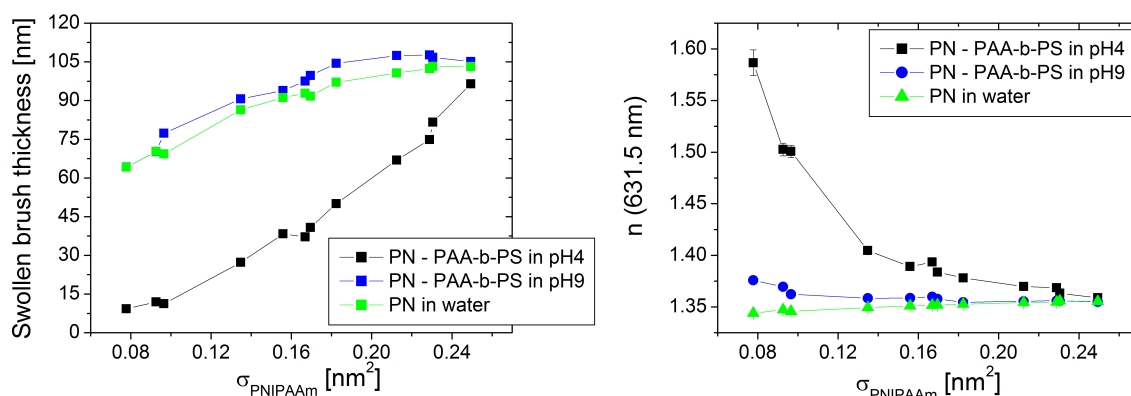 120
105
90
75
60
45
30
15
0
Swollen brush thickness [nm]
PN - PAA-b-PS in pH4
PN - PAA-b-PS in pH9
PN in water
0.08 0.12 0.16 0.20 0.24
σPNIPAAm [nm²]
1.60
1.55
1.50
1.45
1.40
1.35
n (631.5 nm)
PN - PAA-b-PS in pH4
PN - PAA-b-PS in pH9
PN in water
0.08 0.12 0.16 0.20 0.24
σPNIPAAm [nm²]